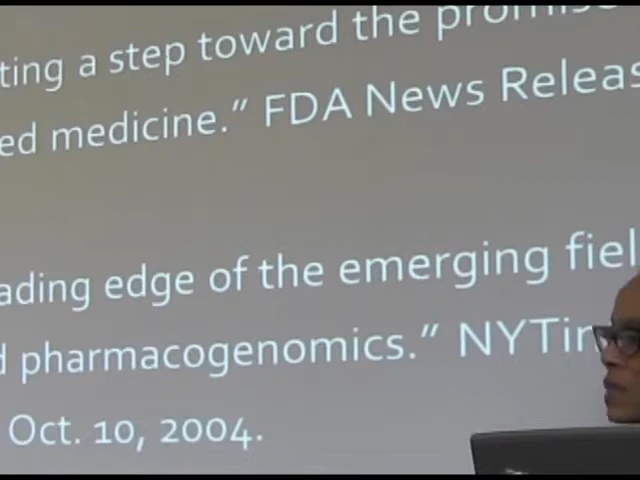 ting a step toward the promise
ed medicine.” FDA News Releas
ading edge of the emerging fiel
d pharmacogenomics.” NYTim
Oct. 10, 2004.